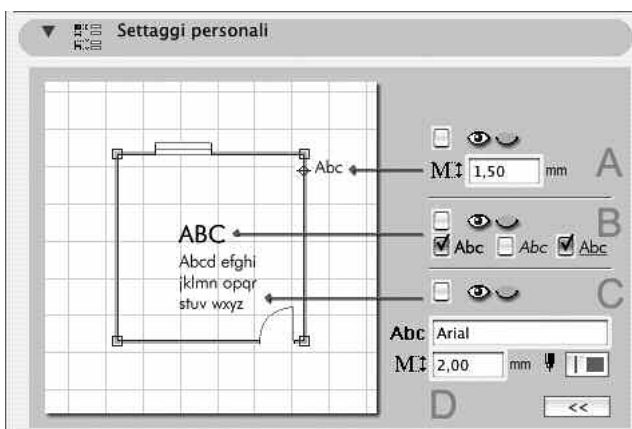 Settaggi personali
Abc
M 1,50 mm A
B
ABC
Abc Abc Abc
Abcd efghi
jklmn opqr
stuv wxyz
C
Abc Arial
M 2,00 mm
D <<